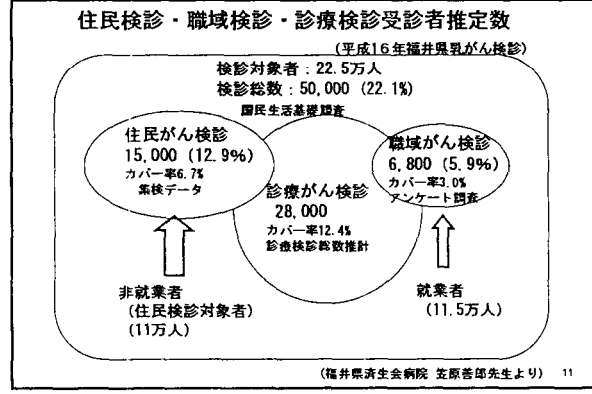 住民検診・職域検診・診療検診受診者推定数
(平成16年福井県乳がん検診)
検診対象者：22.5万人
検診総数：50,000 (22.1%)
国民生活基礎調査
住民がん検診
15,000 (12.9%)
カバー率6.7%
集検データ
職域がん検診
6,800 (5.9%)
カバー率3.0%
アンケート調査
診療がん検診
28,000
カバー率12.4%
診療検診総数推計
非就業者
(住民検診対象者)
(11万人)
就業者
(11.5万人)
(福井県済生会病院 笠原善郎先生より)
11